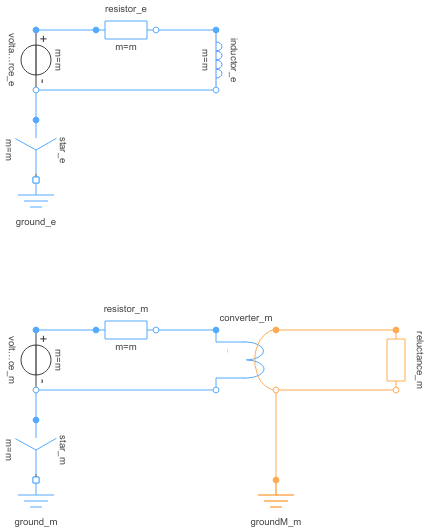 resistor_e
m=m
volta...rce_e
+
-
m=m
m=m
inductor_e
m=m
star_e
ground_e
resistor_m
m=m
converter_m
volt...ce_m
+
-
m=m
reluctance_m
m=m
star_m
ground_m
groundM_m